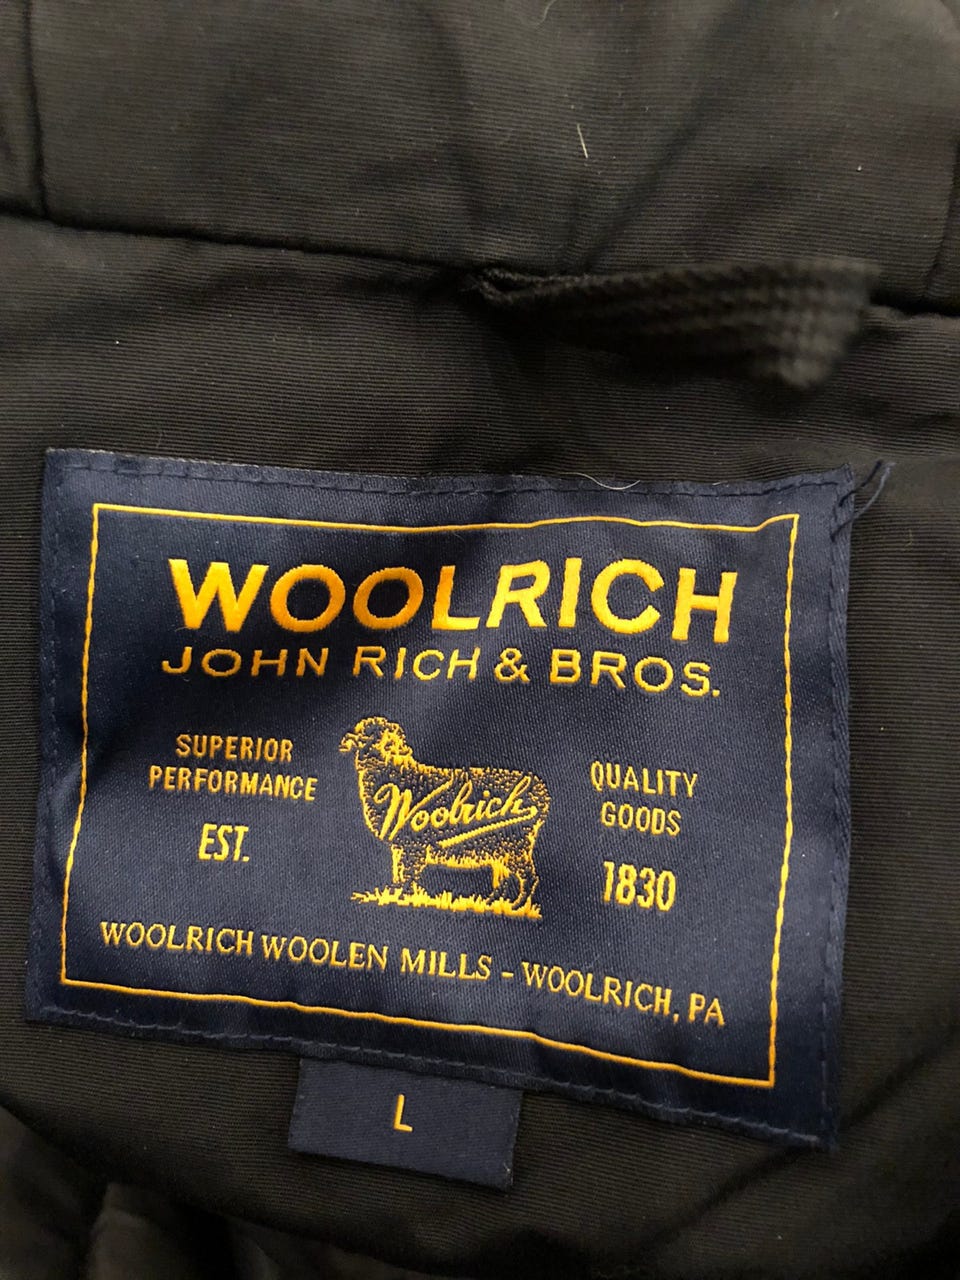 WOOLRICH
JOHN RICH & BROS.
SUPERIOR
PERFORMANCE
EST.
Woolrich
QUALITY
GOODS
1830
WOOLRICH WOOLEN MILLS - WOOLRICH, PA
L